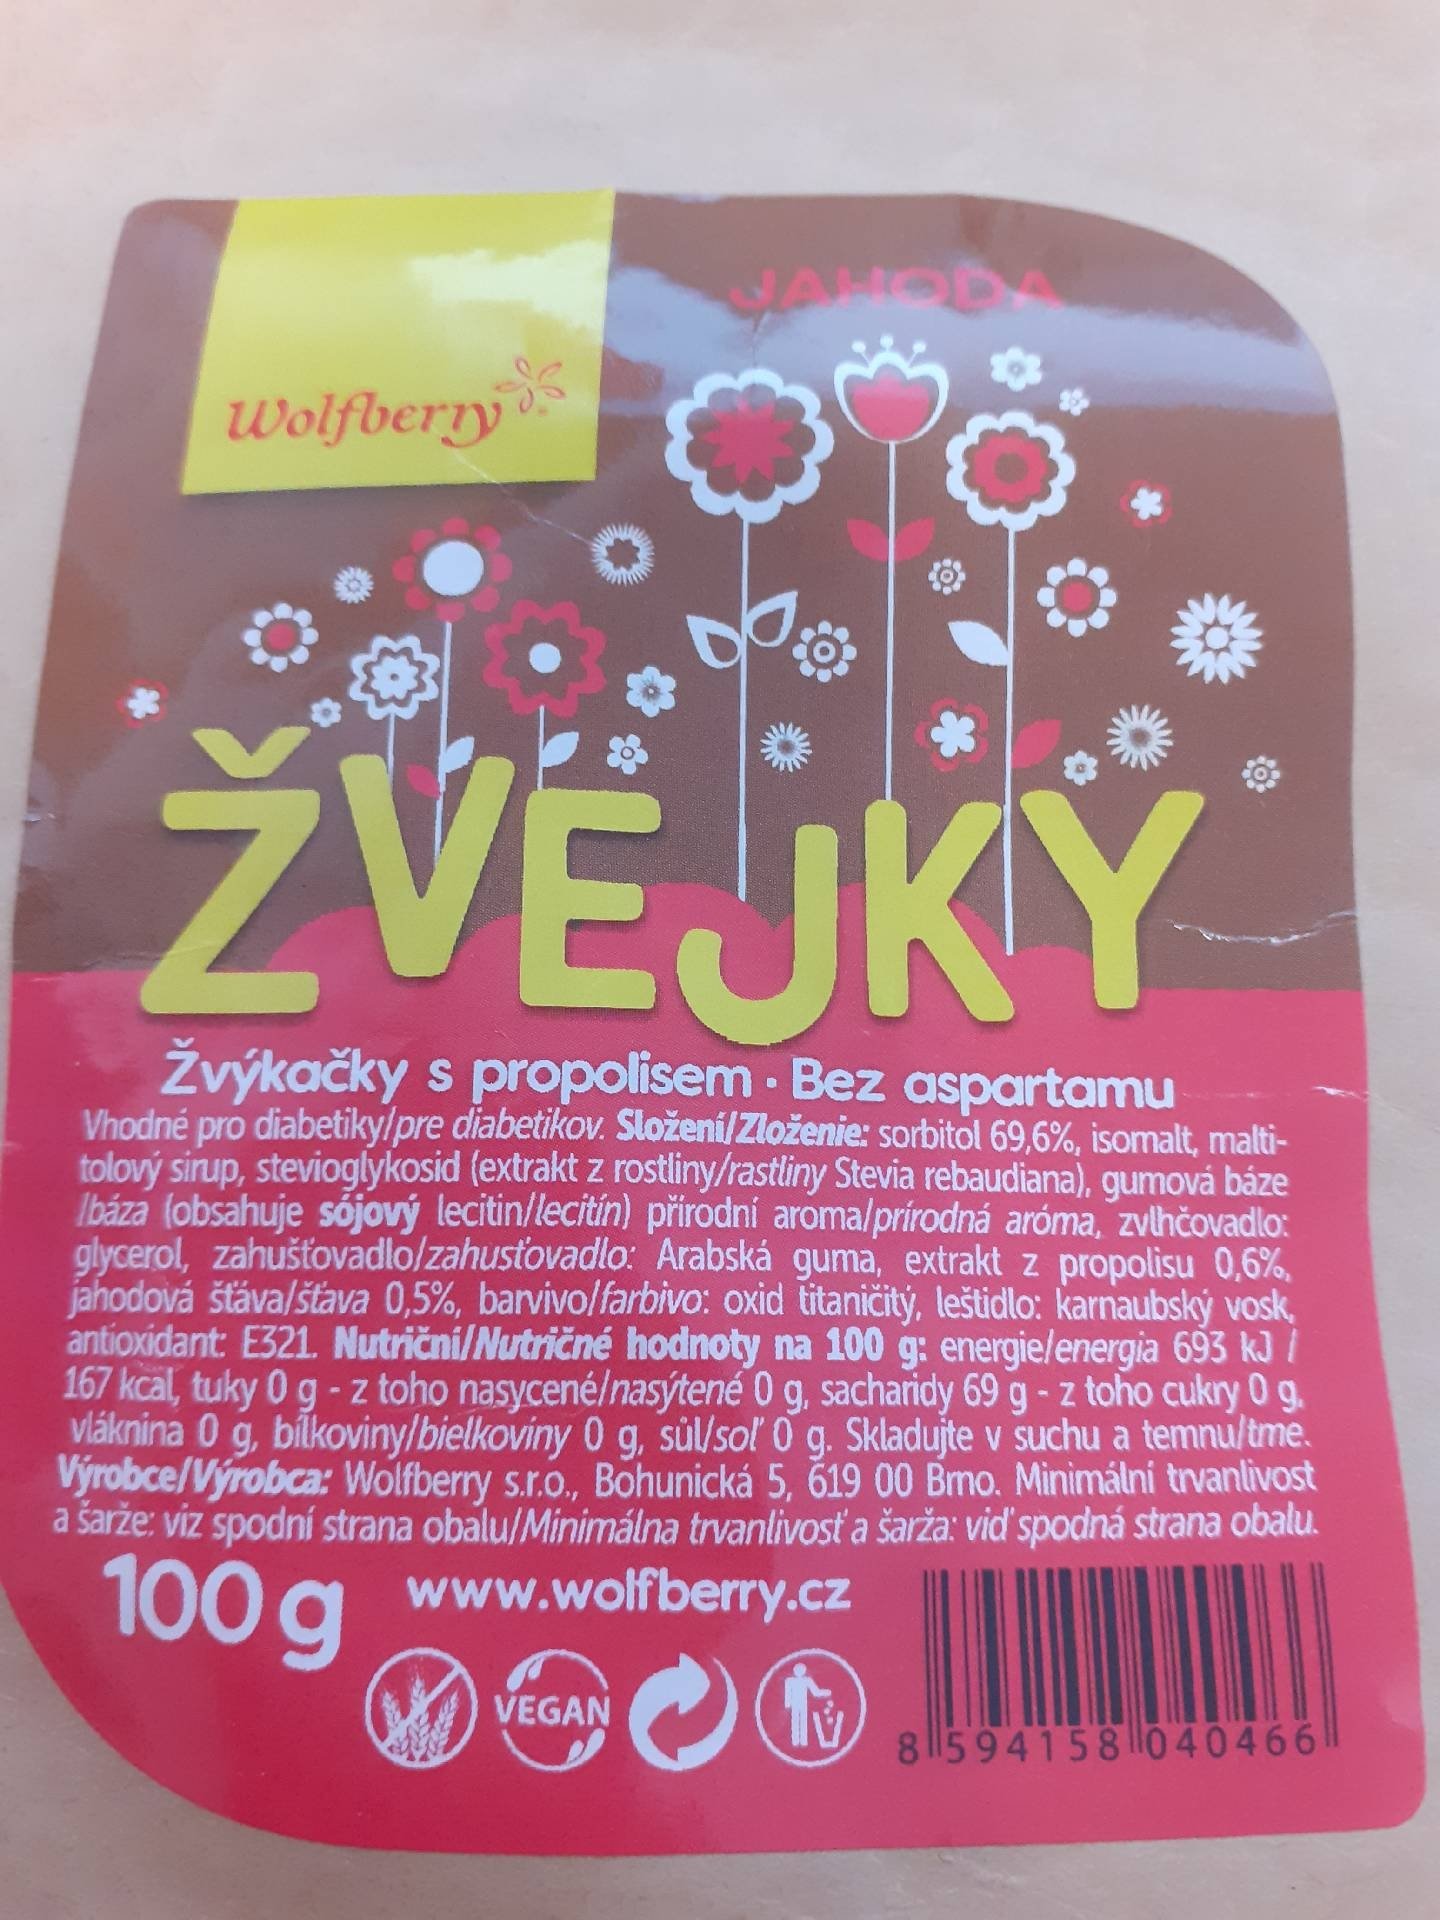 Wolfberry
JAHODA
ŽVEJKY
Žvýkačky s propolisem · Bez aspartamu
Vhodné pro diabetiky/pre diabetikov. Složení/Zloženie: sorbitol 69,6%, isomalt, malti-
tolový sirup, stevioglykosid (extrakt z rostliny/rastliny Stevia rebaudiana), gumová báze
/báza (obsahuje sójový lecitin/lecitín) přírodní aroma/prírodná aróma, zvlhčovadlo:
glycerol, zahušťovadlo/zahusťovadlo: Arabská guma, extrakt z propolisu 0,6%,
jahodová šťáva/šťava 0,5%, barvivo/farbivo: oxid titaničitý, leštidlo: karnaubský vosk,
antioxidant: E321. Nutriční/Nutričné hodnoty na 100 g: energie/energia 693 kJ /
167 kcal, tuky 0 g - z toho nasycené/nasýtené 0 g, sacharidy 69 g - z toho cukry 0 g,
vláknina 0 g, bílkoviny/bielkoviny 0 g, sůl/soľ 0 g. Skladujte v suchu a temnu/tme.
Výrobce/Výrobca: Wolfberry s.r.o., Bohunická 5, 619 00 Brno. Minimální trvanlivost
a šarže: viz spodní strana obalu/Minimálna trvanlivosť a šarža: viď spodná strana obalu.
100 g
www.wolfberry.cz
VEGAN
8 594158 040466